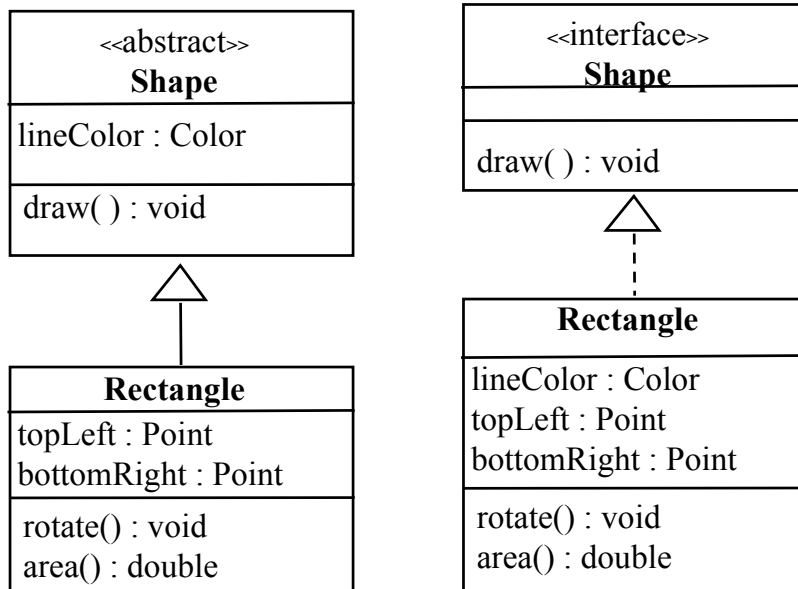 <<abstract>>
Shape
lineColor : Color
draw( ) : void
Rectangle
topLeft : Point
bottomRight : Point
rotate() : void
area() : double
<<interface>>
Shape
draw( ) : void
Rectangle
lineColor : Color
topLeft : Point
bottomRight : Point
rotate() : void
area() : double